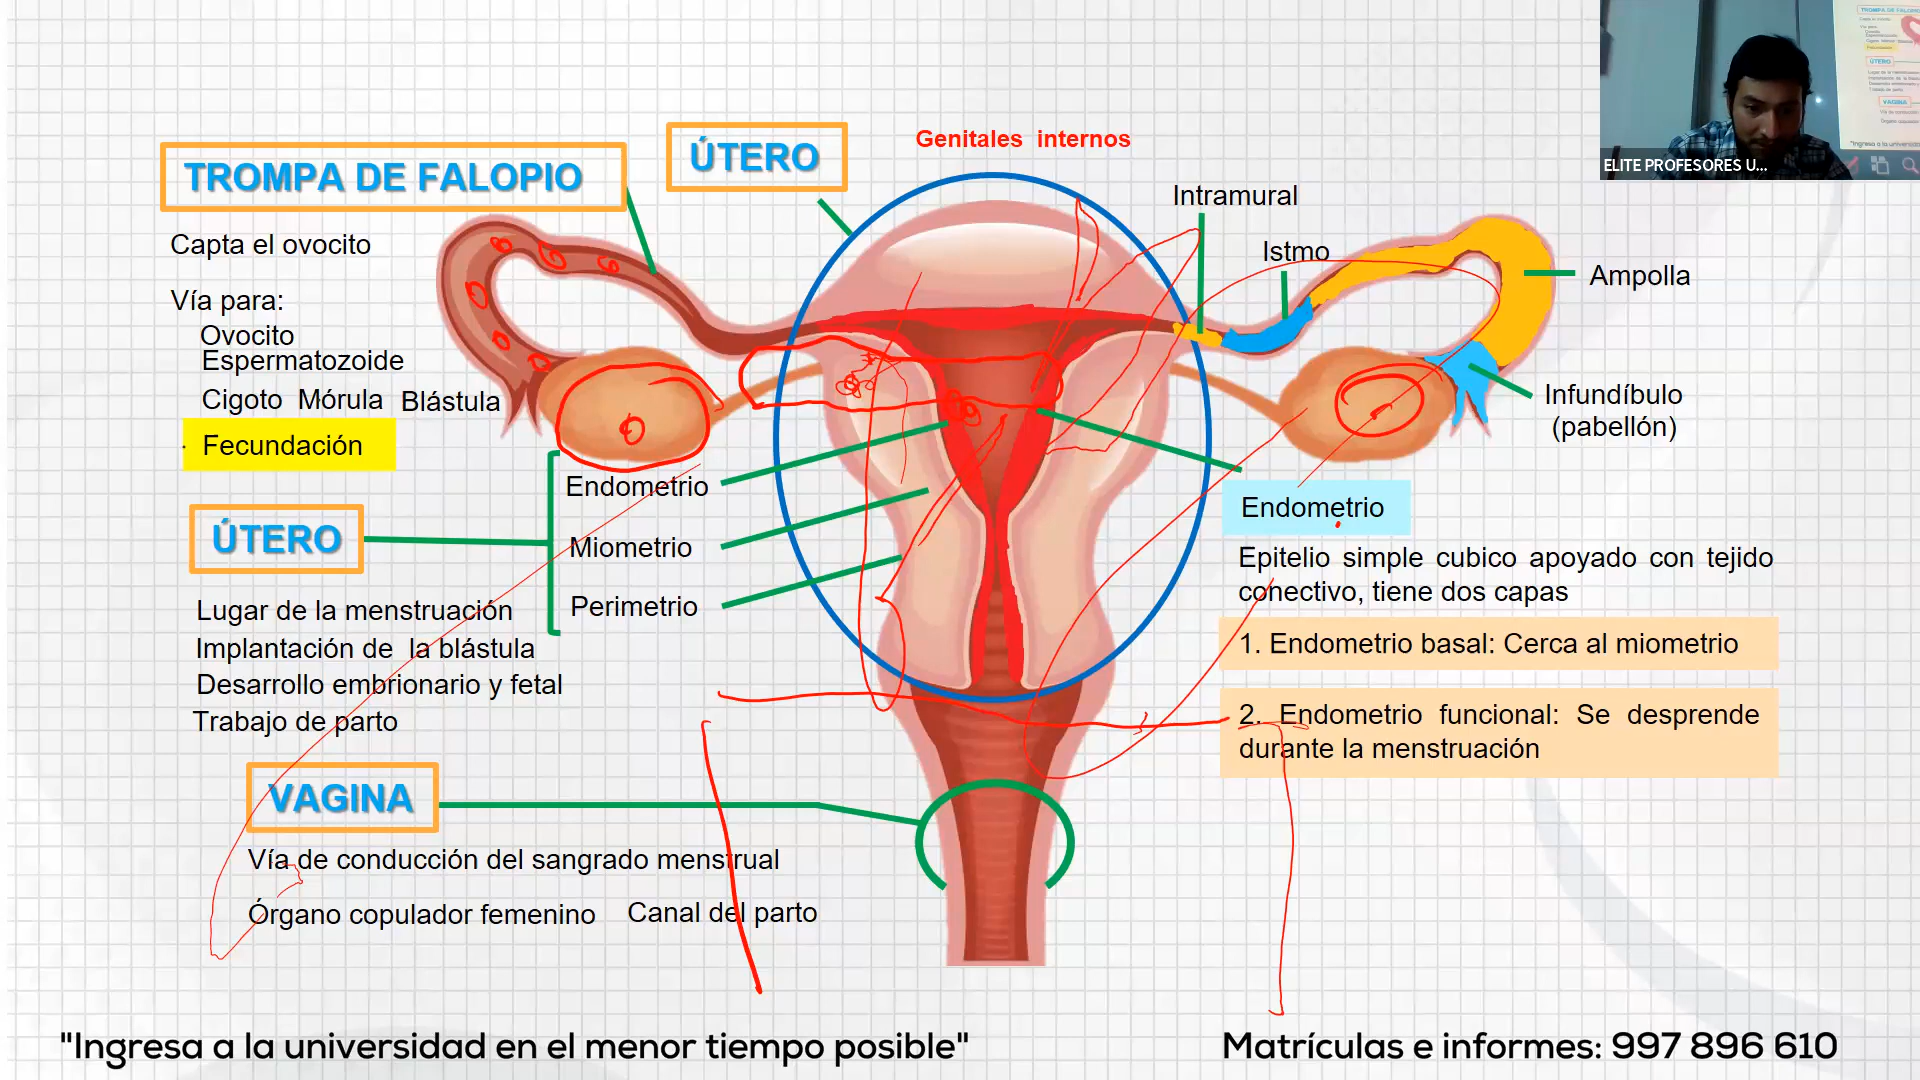 Genitales internos
TROMPA DE FALOPIO
ÚTERO
Capta el ovocito
Vía para:
Ovocito
Espermatozoide
Cigoto Mórula Blástula
Fecundación
Intramural
Istmo
Ampolla
Infundíbulo
(pabellón)
ÚTERO
Endometrio
Miometrio
Perimetrio
Lugar de la menstruación
Implantación de la blástula
Desarrollo embrionario y fetal
Trabajo de parto
Endometrio
Epitelio simple cubico apoyado con tejido
conectivo, tiene dos capas
1. Endometrio basal: Cerca al miometrio
2. Endometrio funcional: Se desprende
durante la menstruación
VAGINA
Vía de conducción del sangrado menstrual
Órgano copulador femenino Canal del parto
"Ingresa a la universidad en el menor tiempo posible"
Matrículas e informes: 997 896 610
ELITE PROFESORES U...